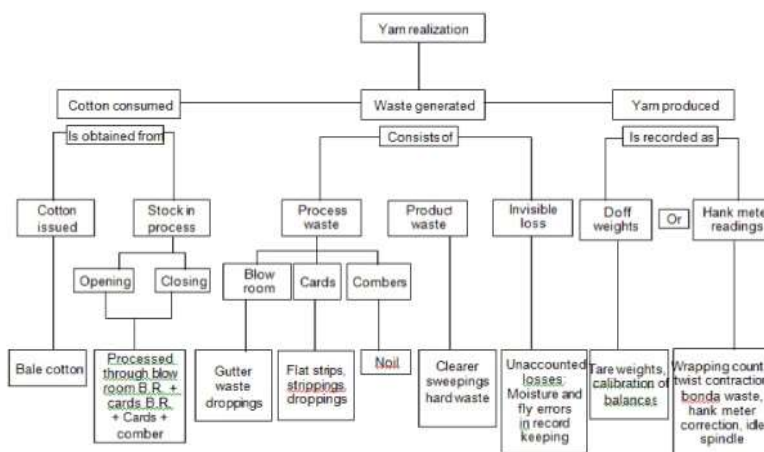 Yarn realization
Cotton consumed
Waste generated
Yarn produced
Is obtained from
Consists of
Is recorded as
Cotton
issued
Stock in
process
Process
waste
Product
waste
Invisible
loss
Doff
weights
Or
Hank meter
readings
Opening
Closing
Blow
room
Cards
Combers
Bale cotton
Processed
through blow
room B.R. +
cards B.R.
+ Cards +
comber
Gutter
waste
droppings
Flat strips,
strippings,
droppings
Noil
Clearer
sweepings
hard waste
Unaccounted
losses:
Moisture and
fly errors
in record
keeping
Tare weights,
calibration of
balances
Wrapping count,
twist contraction,
bonda waste,
hank meter
correction, idle
spindle